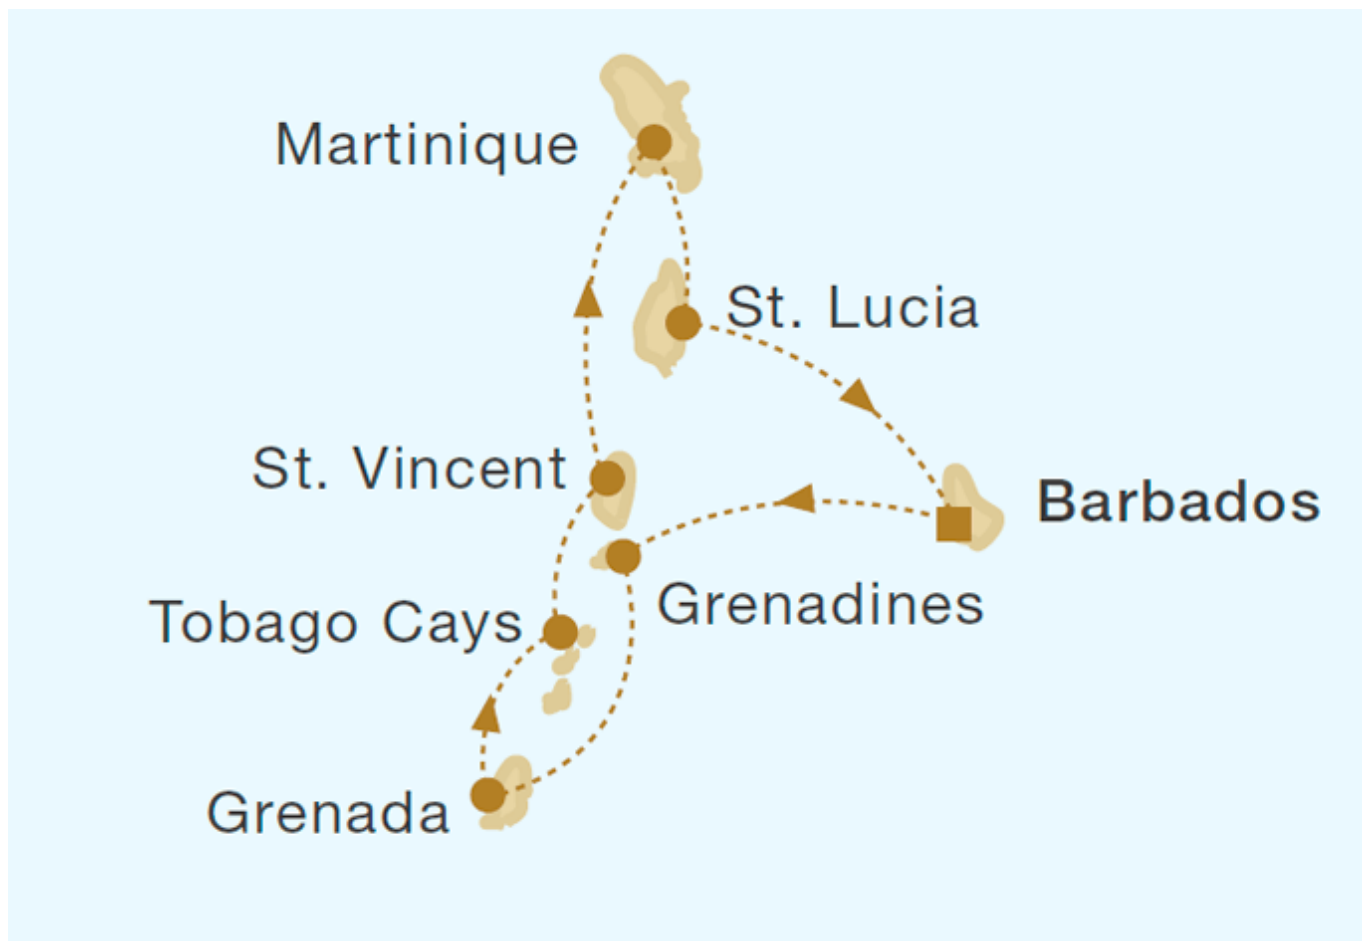 Martinique
St. Lucia
St. Vincent
Barbados
Grenadines
Tobago Cays
Grenada